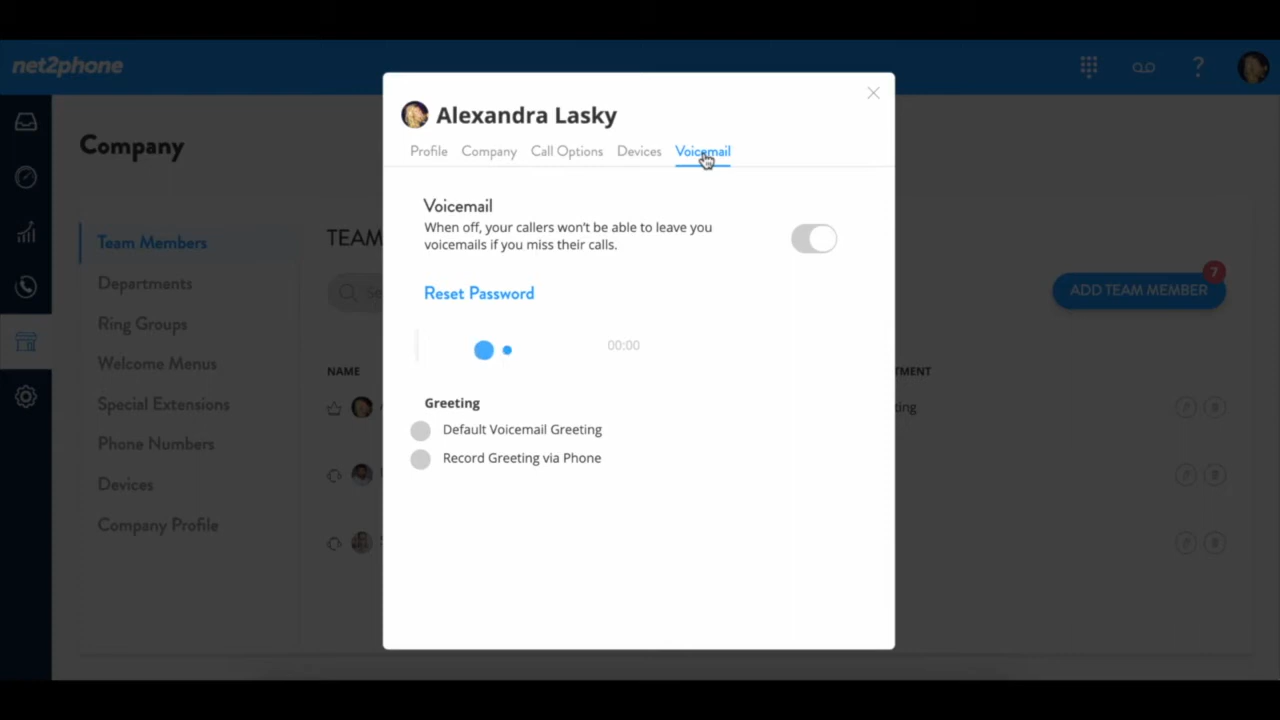 net2phone
Alexandra Lasky
Profile
Company
Call Options
Devices
Voicemail
Company
Team Members
Departments
Ring Groups
Welcome Menus
Special Extensions
Phone Numbers
Devices
Company Profile
TEAM
7
ADD TEAM MEMBER
NAME
Voicemail
When off, your callers won't be able to leave you
voicemails if you miss their calls.
Reset Password
00:00
Greeting
Default Voicemail Greeting
Record Greeting via Phone